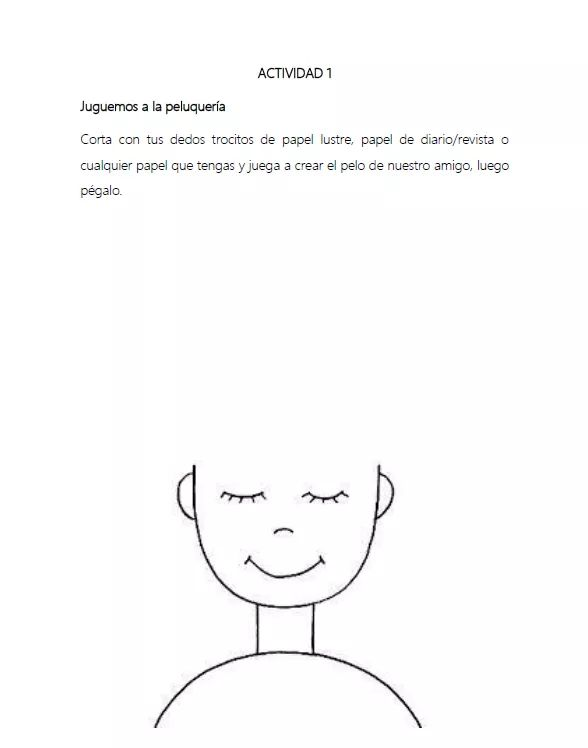 ACTIVIDAD 1
Juguemos a la peluquería
Corta con tus dedos trocitos de papel lustre, papel de diario/revista o
cualquier papel que tengas y juega a crear el pelo de nuestro amigo, luego
pégalo.